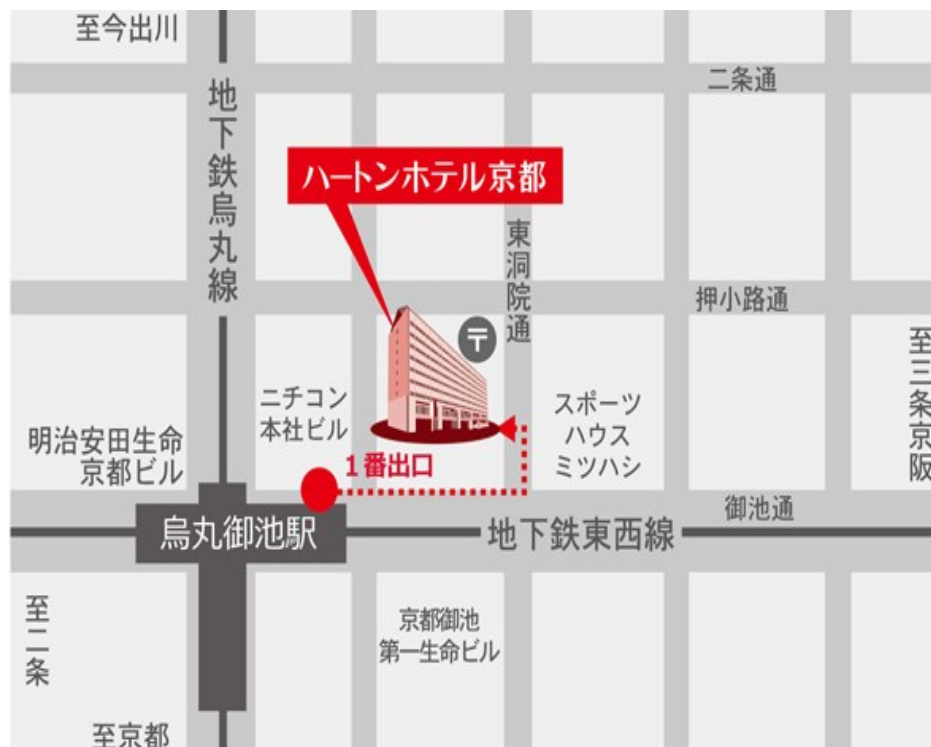 至今出川
二条通
地下鉄烏丸線
ハートンホテル京都
東洞院通
押小路通
〒
至三条京阪
ニチコン
本社ビル
スポーツ
ハウス
ミツハシ
明治安田生命
京都ビル
1番出口
御池通
烏丸御池駅
地下鉄東西線
至二条
京都御池
第一生命ビル
至京都